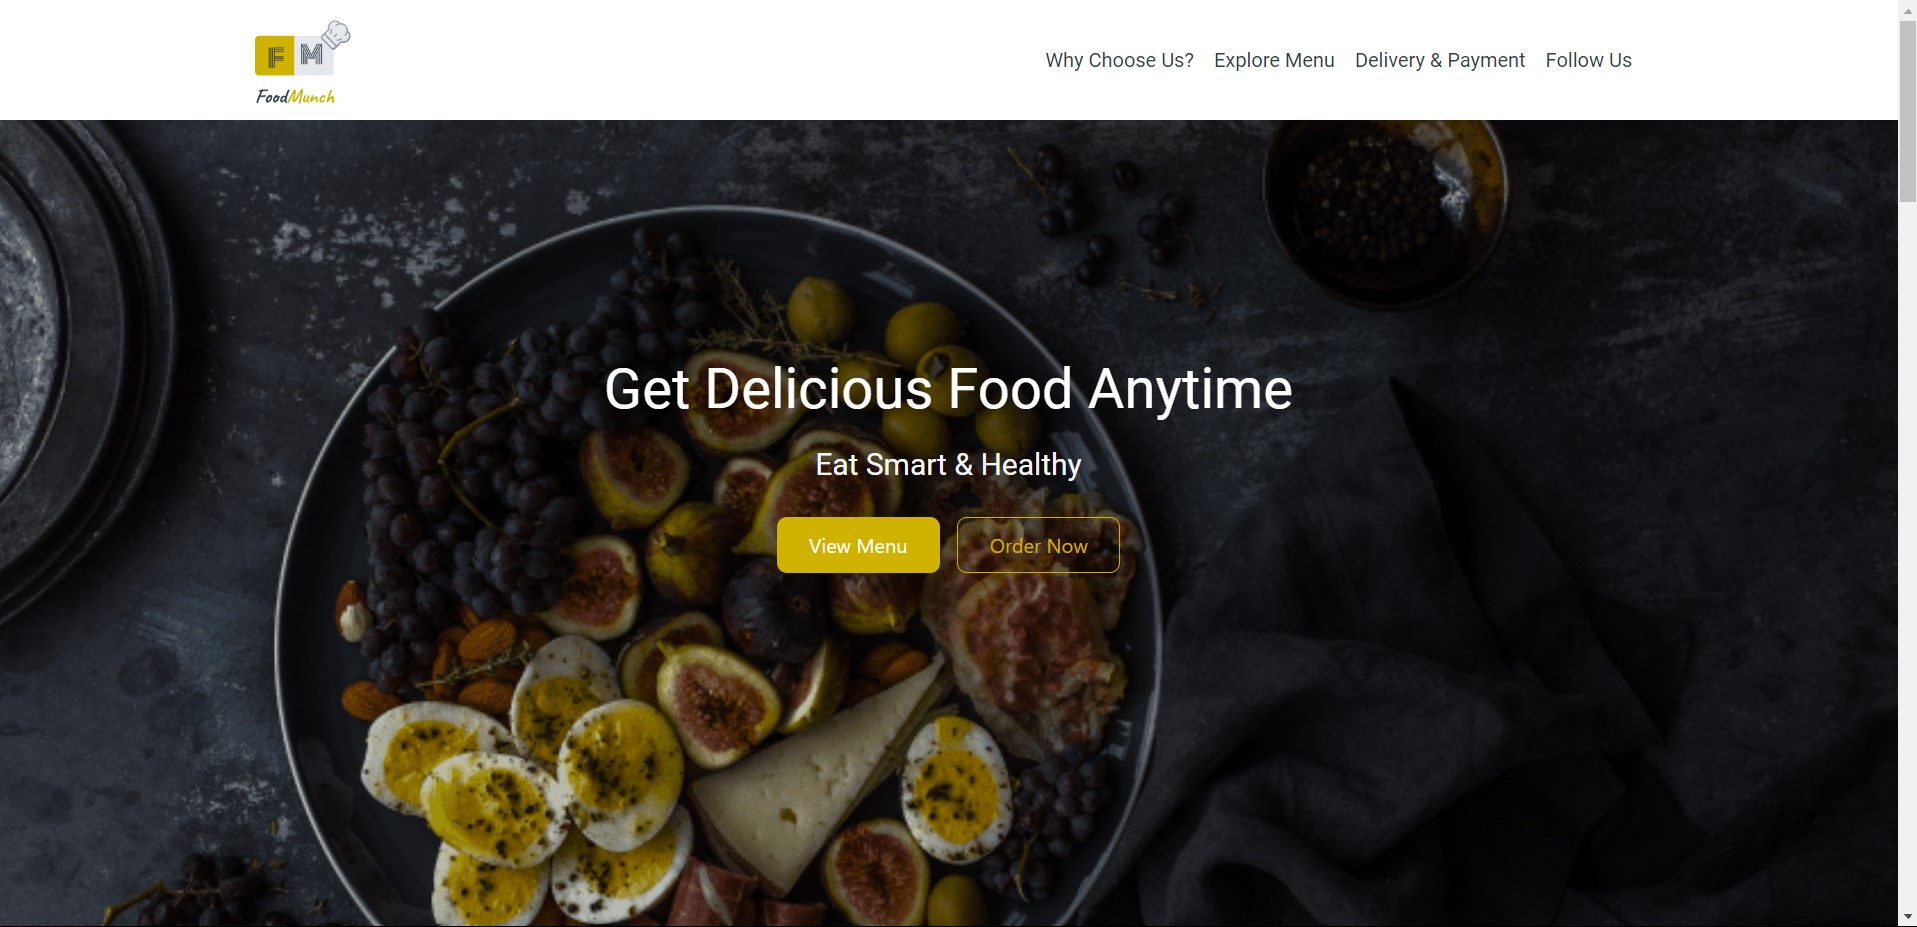 F M
FoodMunch
Why Choose Us? Explore Menu Delivery & Payment Follow Us
Get Delicious Food Anytime
Eat Smart & Healthy
View Menu Order Now